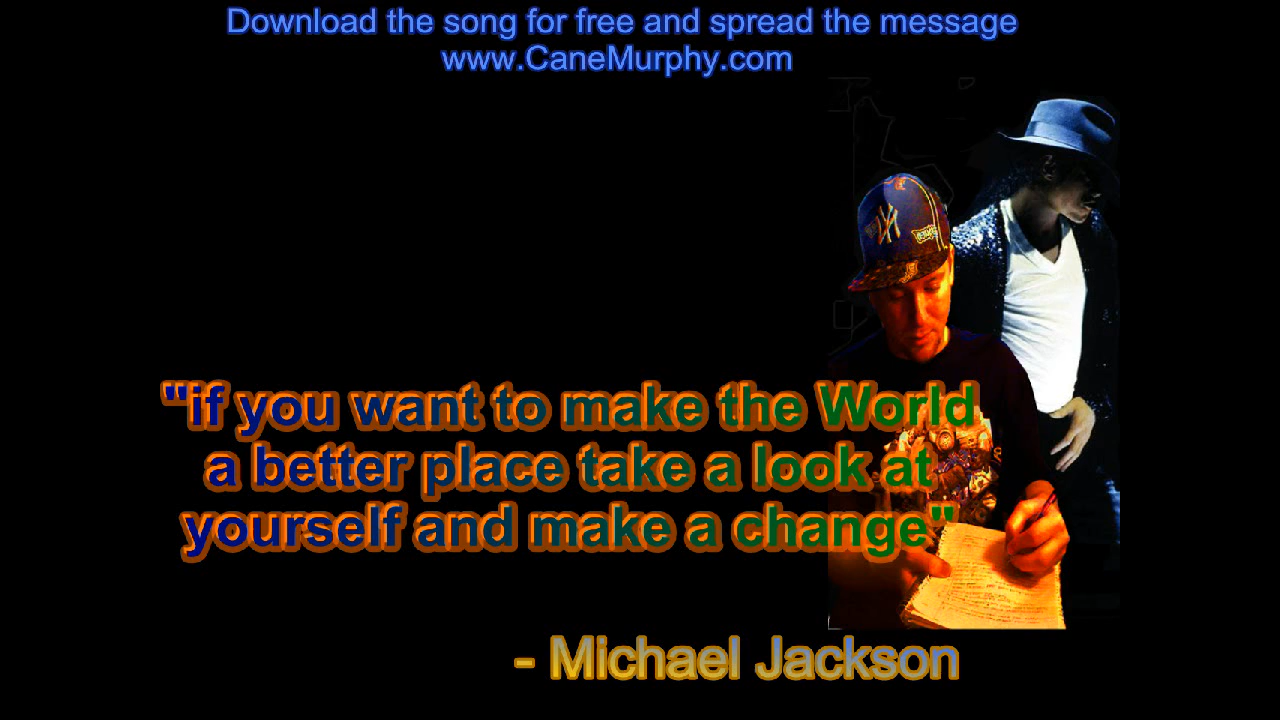 Download the song for free and spread the message
www.CaneMurphy.com
"if you want to make the World
a better place take a look at
yourself and make a change"
- Michael Jackson